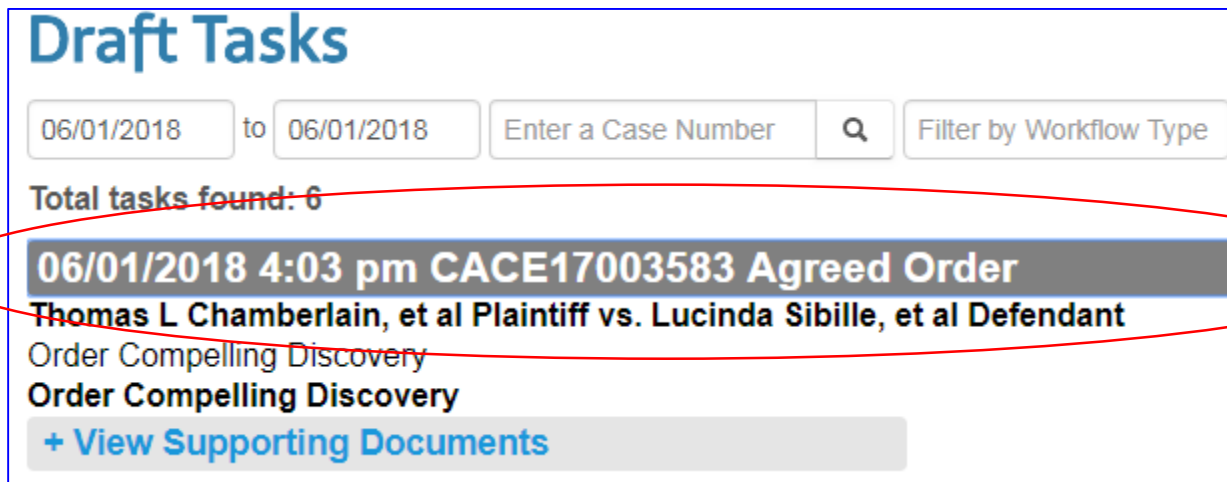 Draft Tasks
06/01/2018 to 06/01/2018 Enter a Case Number Filter by Workflow Type
Total tasks found: 6
06/01/2018 4:03 pm CACE17003583 Agreed Order
Thomas L Chamberlain, et al Plaintiff vs. Lucinda Sibille, et al Defendant
Order Compelling Discovery
Order Compelling Discovery
+ View Supporting Documents